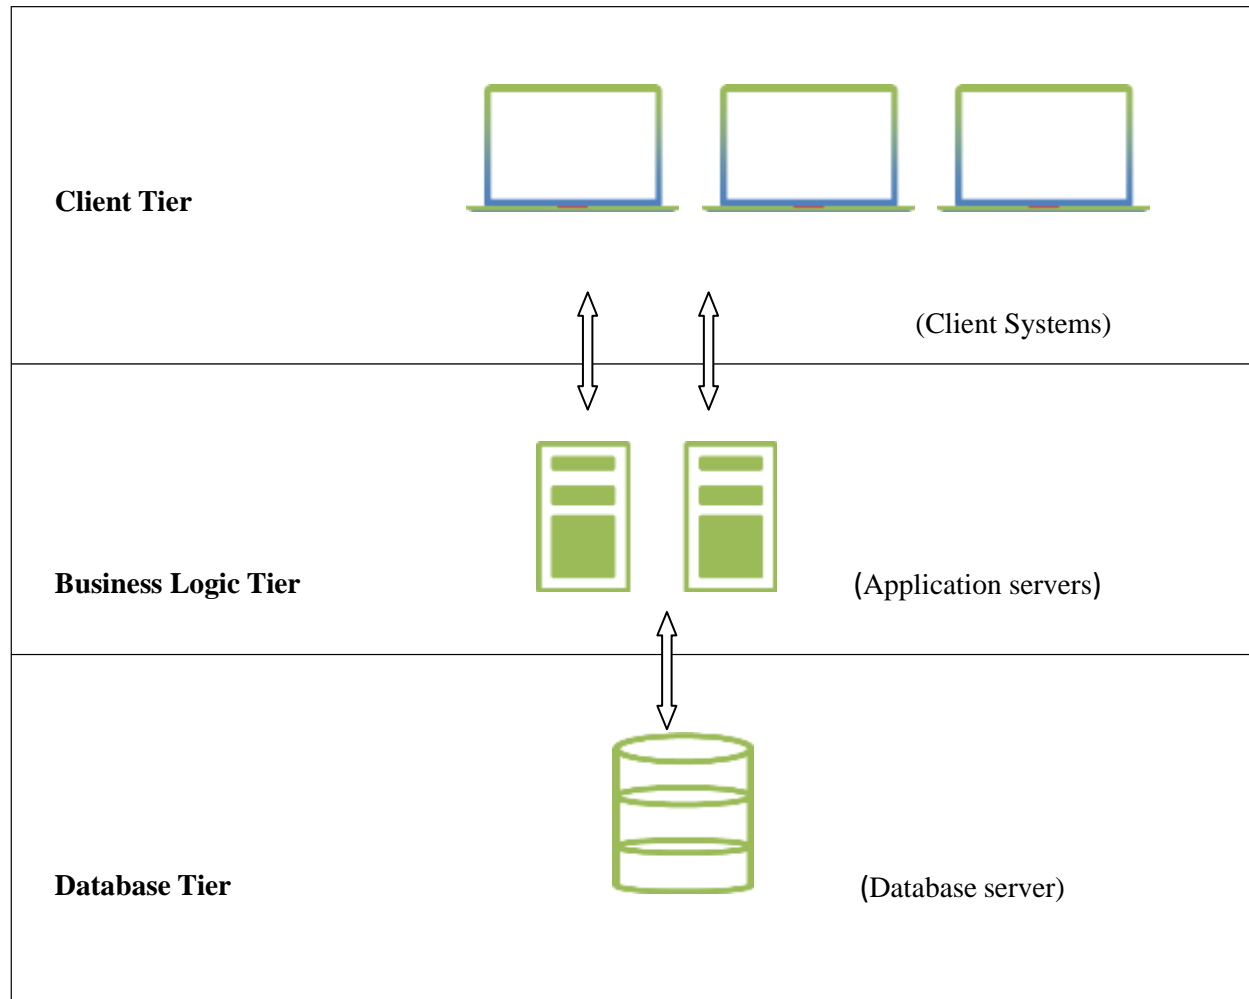 Client Tier
(Client Systems)
Business Logic Tier
(Application servers)
Database Tier
(Database server)